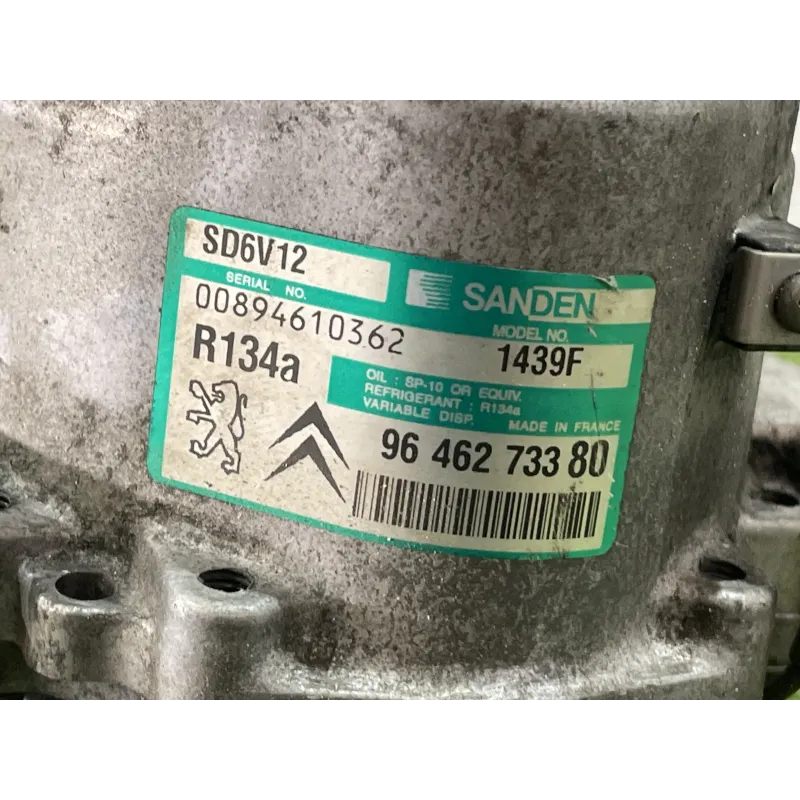 SD6V12
SANDEN
SERIAL NO.
00894610362
MODEL NO.
1439F
R134a
OIL : SP-10 OR EQUIV.
REFRIGERANT : R134a
VARIABLE DISP.
MADE IN FRANCE
96 462 733 80